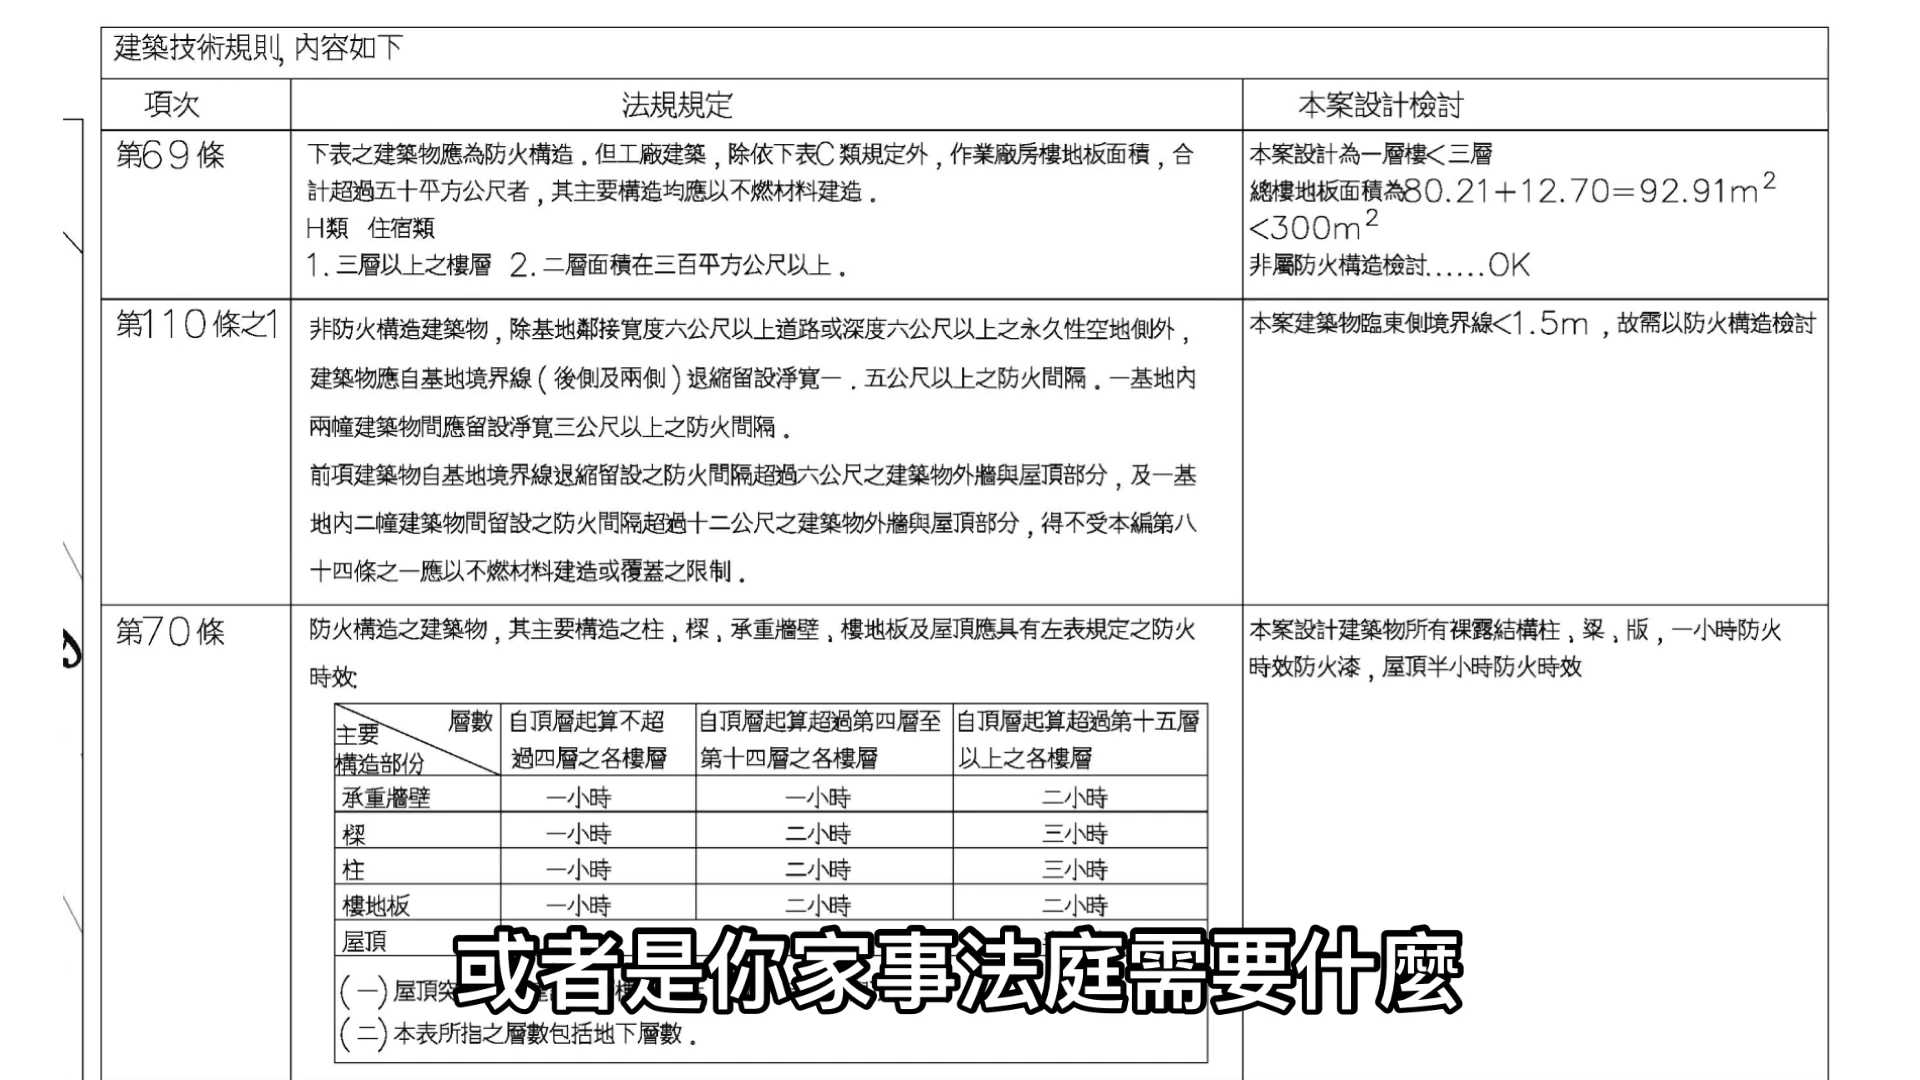 建築技術規則, 內容如下
項次
法規規定
本案設計檢討
第69條
下表之建築物應為防火構造．但工廠建築，除依下表C類規定外，作業廠房樓地板面積，合
計超過五十平方公尺者，其主要構造均應以不燃材料建造．
H類 住宿類
1. 三層以上之樓層 2. 二層面積在三百平方公尺以上．
本案設計為一層樓<三層
總樓地板面積為80.21+12.70=92.91m²
<300m²
非屬防火構造檢討......OK
第110條之1
非防火構造建築物，除基地鄰接寬度六公尺以上道路或深度六公尺以上之永久性空地側外，
建築物應自基地境界線(後側及兩側)退縮留設淨寬一．五公尺以上之防火間隔．一基地內
兩幢建築物間應留設淨寬三公尺以上之防火間隔．
前項建築物自基地境界線退縮留設之防火間隔超過六公尺之建築物外牆與屋頂部分，及一基
地內二幢建築物間留設之防火間隔超過十二公尺之建築物外牆與屋頂部分，得不受本編第八
十四條之一應以不燃材料建造或覆蓋之限制．
本案建築物臨東側境界線<1.5m，故需以防火構造檢討
第70條
防火構造之建築物，其主要構造之柱、樑、承重牆壁、樓地板及屋頂應具有左表規定之防火
時效:
本案設計建築物所有裸露結構柱、粱、版，一小時防火
時效防火漆，屋頂半小時防火時效
層數
主要
構造部份
自頂層起算不超
過四層之各樓層
自頂層起算超過第四層至
第十四層之各樓層
自頂層起算超過第十五層
以上之各樓層
承重牆壁 一小時 一小時 二小時
樑 一小時 二小時 三小時
柱 一小時 二小時 三小時
樓地板 一小時 二小時 二小時
屋頂
(一)屋頂突
(二)本表所指之層數包括地下層數．
或者是你家事法庭需要什麼